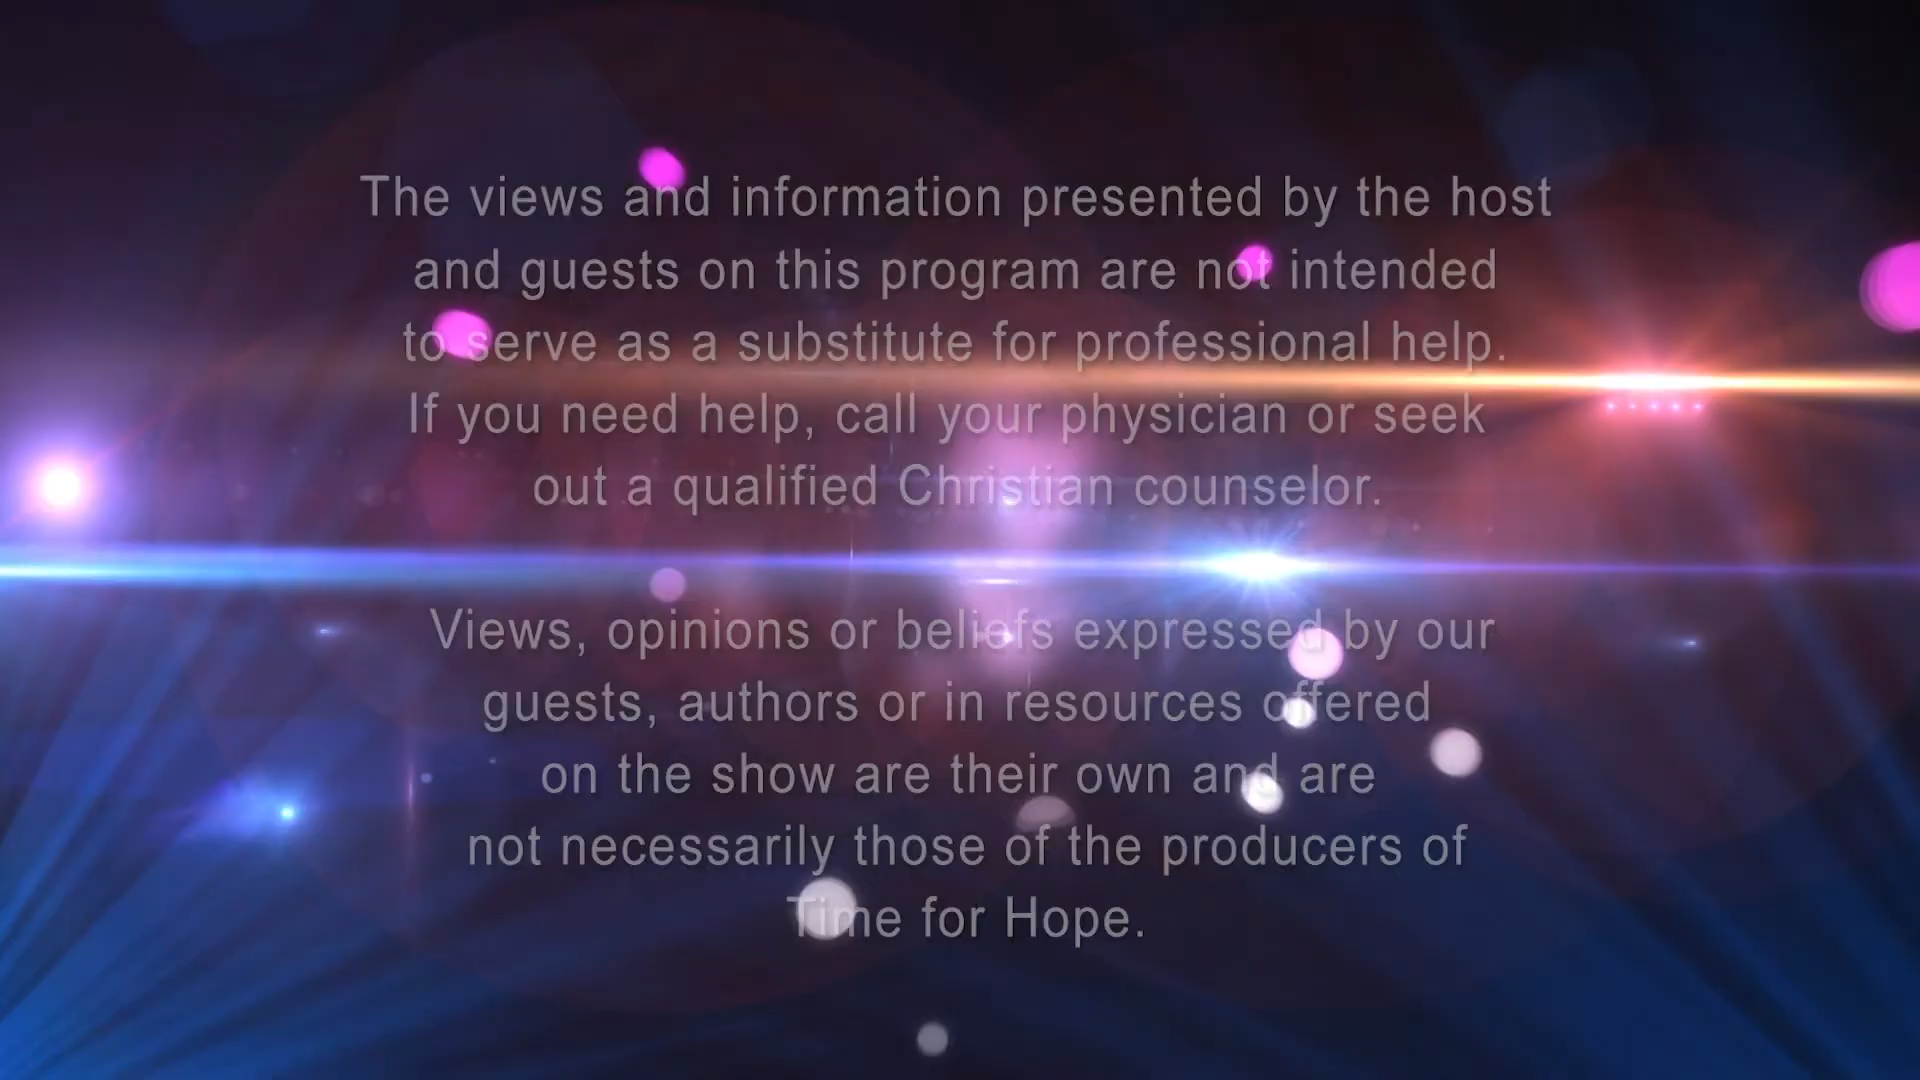 The views and information presented by the host
and guests on this program are not intended
to serve as a substitute for professional help.
If you need help, call your physician or seek
out a qualified Christian counselor.
Views, opinions or beliefs expressed by our
guests, authors or in resources offered
on the show are their own and are
not necessarily those of the producers of
Time for Hope.